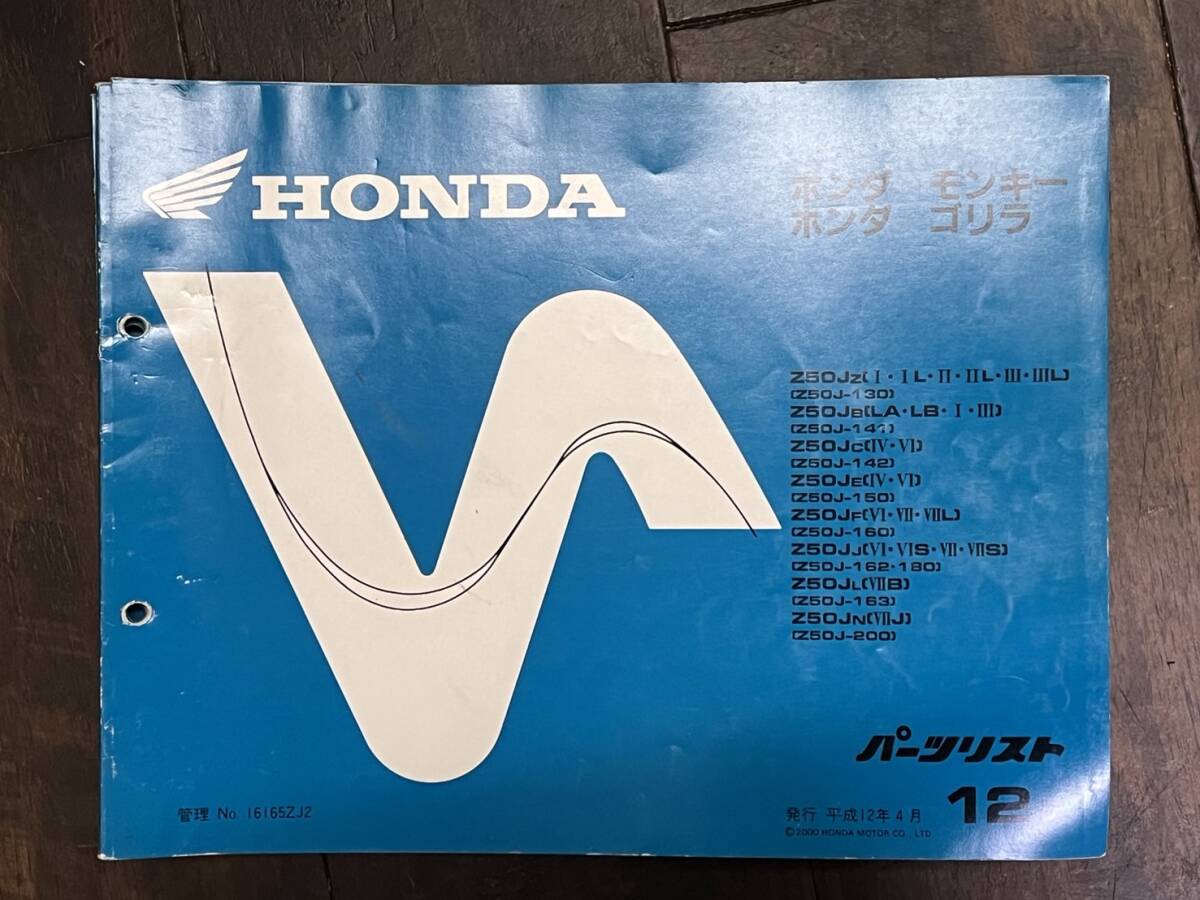 HONDA
ホンダ モンキー
ホンダ ゴリラ
Z50JZ(Ⅰ・ⅠL・Ⅱ・ⅡL・Ⅲ・ⅢL)
(Z50J-130)
Z50JB(LA・LB・Ⅰ・Ⅲ)
(Z50J-141)
Z50JC(Ⅳ・Ⅵ)
(Z50J-142)
Z50JE(Ⅳ・Ⅵ)
(Z50J-150)
Z50JF(Ⅵ・Ⅶ・ⅦL)
(Z50J-160)
Z50JJ(Ⅵ・ⅥS・Ⅶ・ⅦS)
(Z50J-162・180)
Z50JL(ⅦB)
(Z50J-163)
Z50JN(ⅦJ)
(Z50J-200)
パーツリスト
12
管理 No. 16165ZJ2
発行 平成12年4月
©2000 HONDA MOTOR CO., LTD.